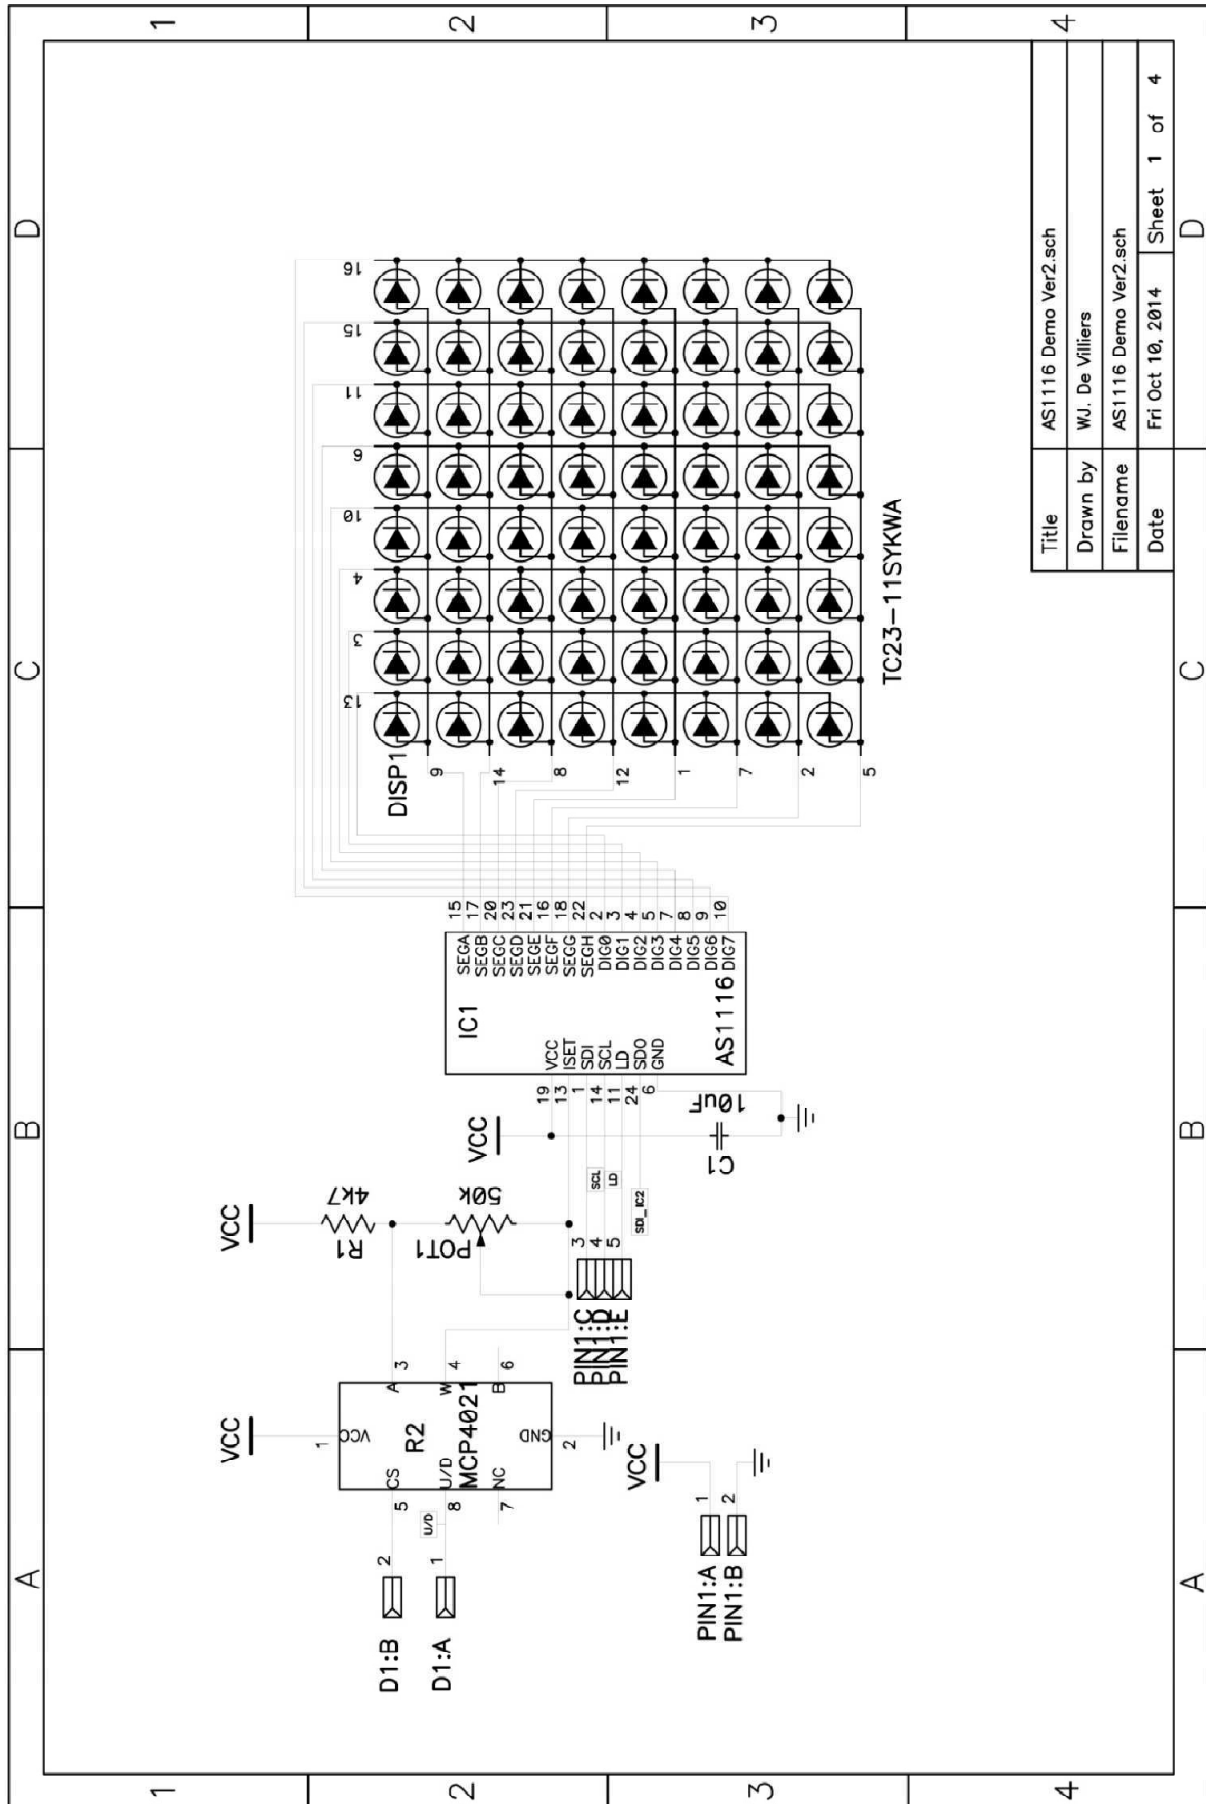 A
B
C
D
1
2
3
4
VCC
VCC
R1
4k7
D1:B
2
5
CS
VCC
1
A
3
R2
MCP4021
U/D
D1:A
1
8
U/D
W
4
NC
7
B
6
GND
2
POT1
50k
VCC
PIN1:C
3
PIN1:D
4
PIN1:E
5
SCL
LD
SDI_IC2
C1
10uF
VCC
PIN1:A
1
PIN1:B
2
IC1
AS1116
19
VCC
13
ISET
1
SDI
14
SCL
11
LD
24
SDO
6
GND
SEGA
15
SEGB
17
SEGC
20
SEGD
23
SEGE
21
SEGF
16
SEGG
18
SEGH
22
DIG0
2
DIG1
3
DIG2
4
DIG3
5
DIG4
7
DIG5
8
DIG6
9
DIG7
10
DISP1
13
3
4
10
6
11
15
16
9
14
8
12
1
7
2
5
TC23-11SYKWA
Title
AS1116 Demo Ver2.sch
Drawn by
WJ. De Villiers
Filename
AS1116 Demo Ver2.sch
Date
Fri Oct 10, 2014
Sheet 1 of 4
1
2
3
4
A
B
C
D